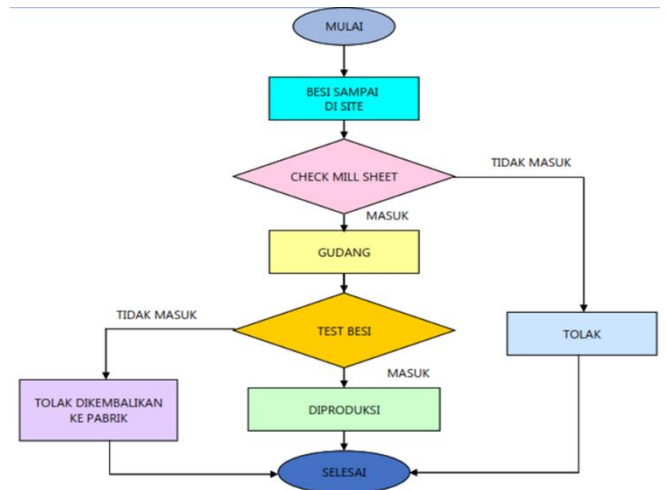 MULAI
BESI SAMPAI
DI SITE
CHECK MILL SHEET
TIDAK MASUK
MASUK
GUDANG
TIDAK MASUK
TEST BESI
TOLAK
MASUK
TOLAK DIKEMBALIKAN
KE PABRIK
DIPRODUKSI
SELESAI